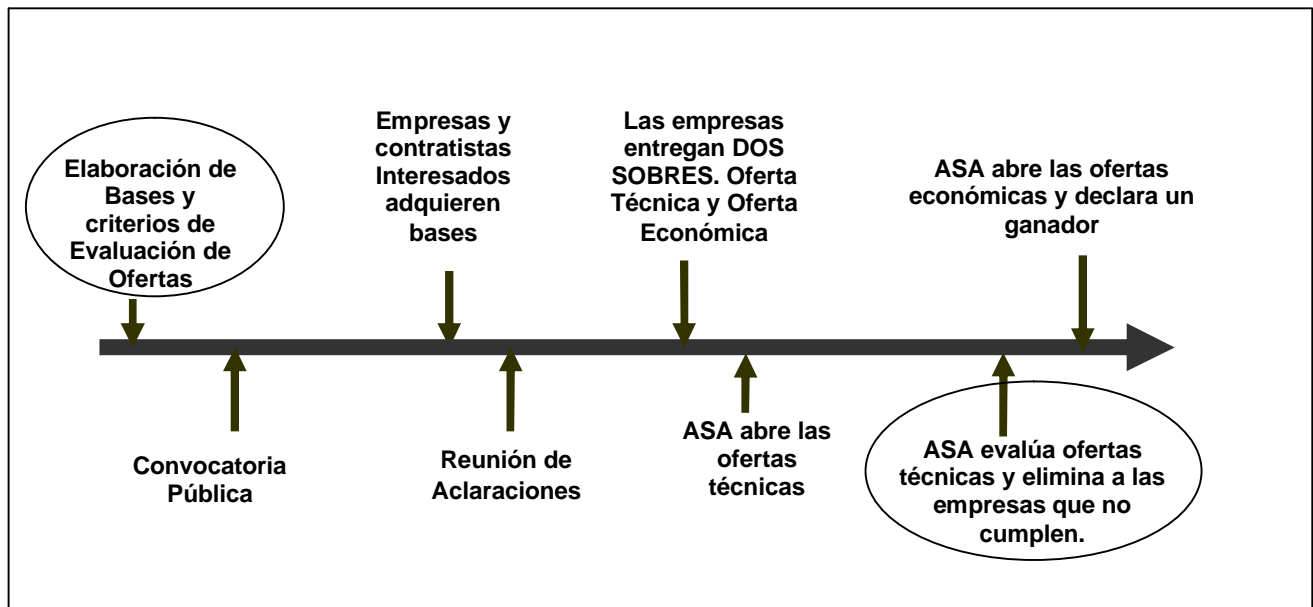 Elaboración de
Bases y
criterios de
Evaluación de
Ofertas
Convocatoria
Pública
Empresas y
contratistas
Interesados
adquieren
bases
Reunión de
Aclaraciones
Las empresas
entregan DOS
SOBRES. Oferta
Técnica y Oferta
Económica
ASA abre las
ofertas
técnicas
ASA evalúa ofertas
técnicas y elimina a las
empresas que no
cumplen.
ASA abre las ofertas
económicas y declara un
ganador